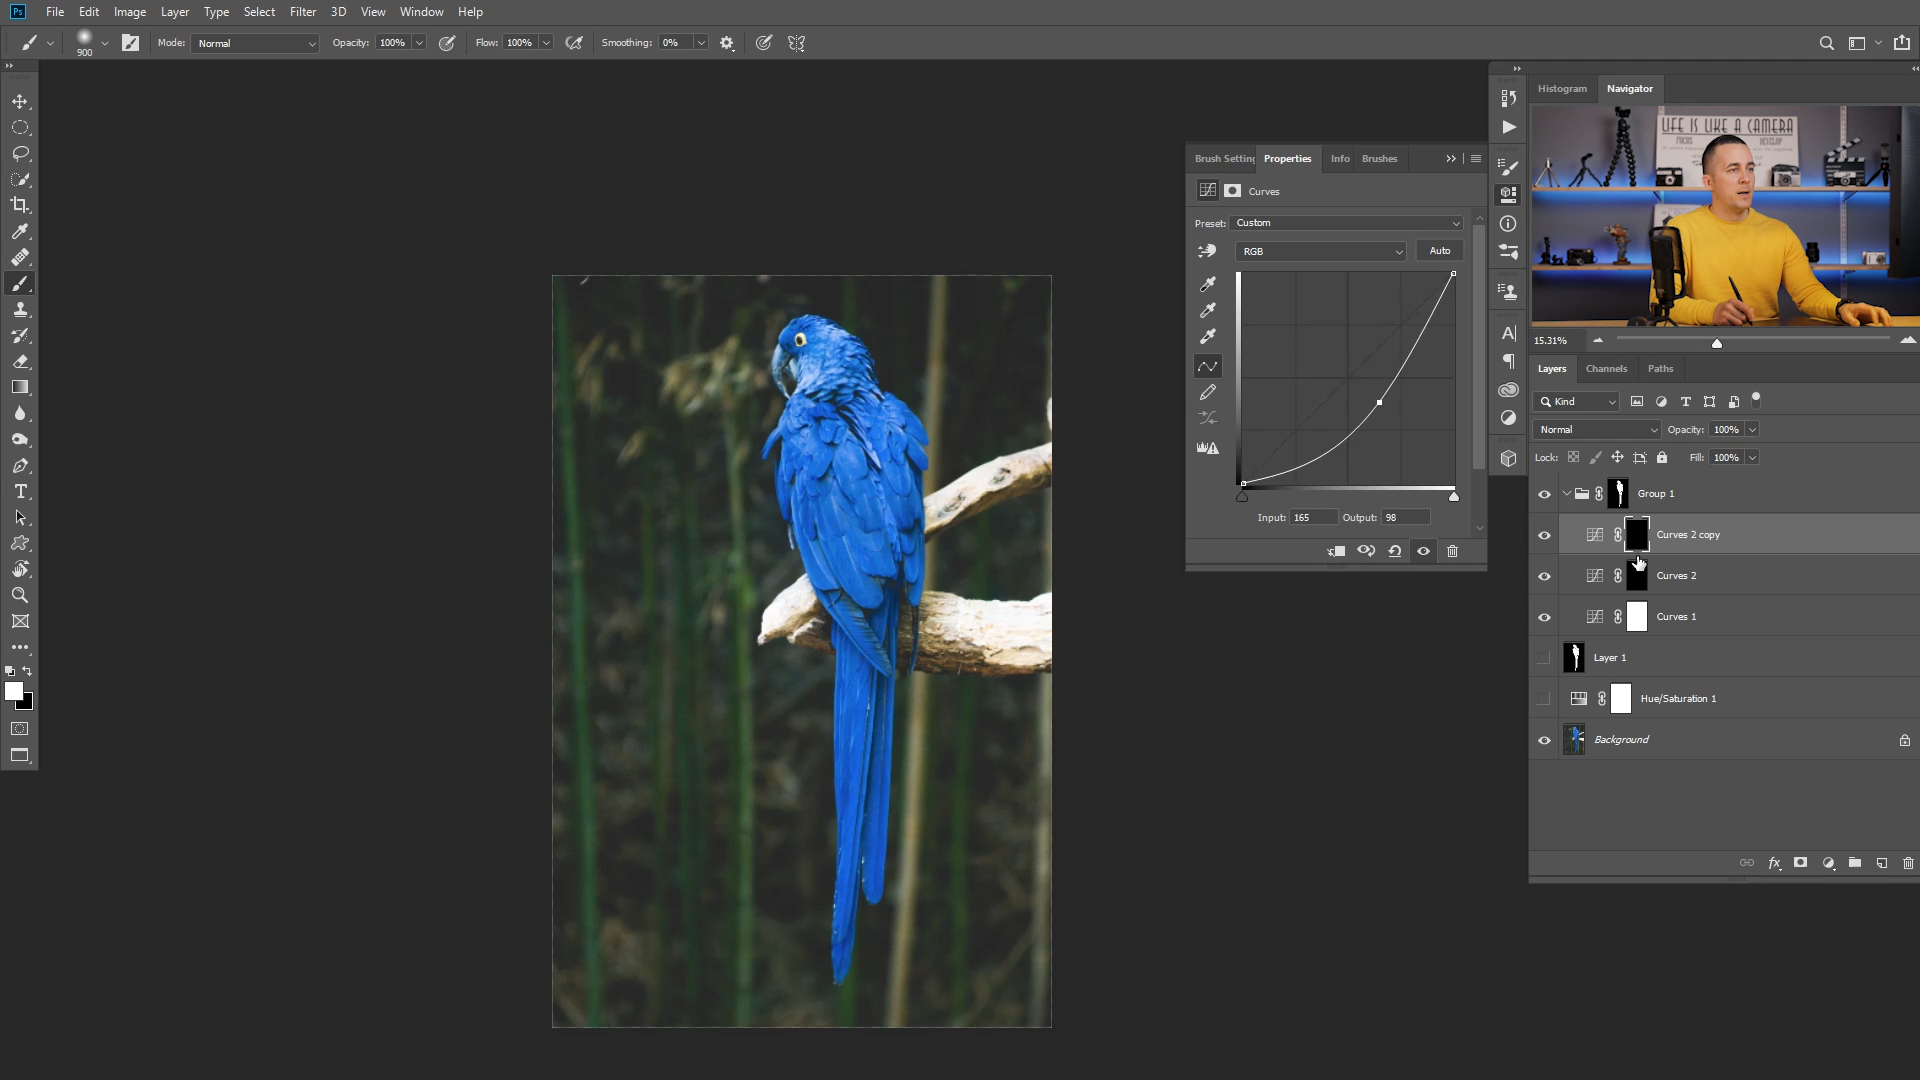 Ps File Edit Image Layer Type Select Filter 3D View Window Help
900 Mode: Normal Opacity: 100% Flow: 100% Smoothing: 0%
Histogram Navigator
LIFE IS LIKE A CAMERA
15.31%
Brush Setting Properties Info Brushes
Curves
Preset: Custom
RGB Auto
Input: 165 Output: 98
Layers Channels Paths
Kind
Normal Opacity: 100%
Lock: Fill: 100%
Group 1
Curves 2 copy
Curves 2
Curves 1
Layer 1
Hue/Saturation 1
Background